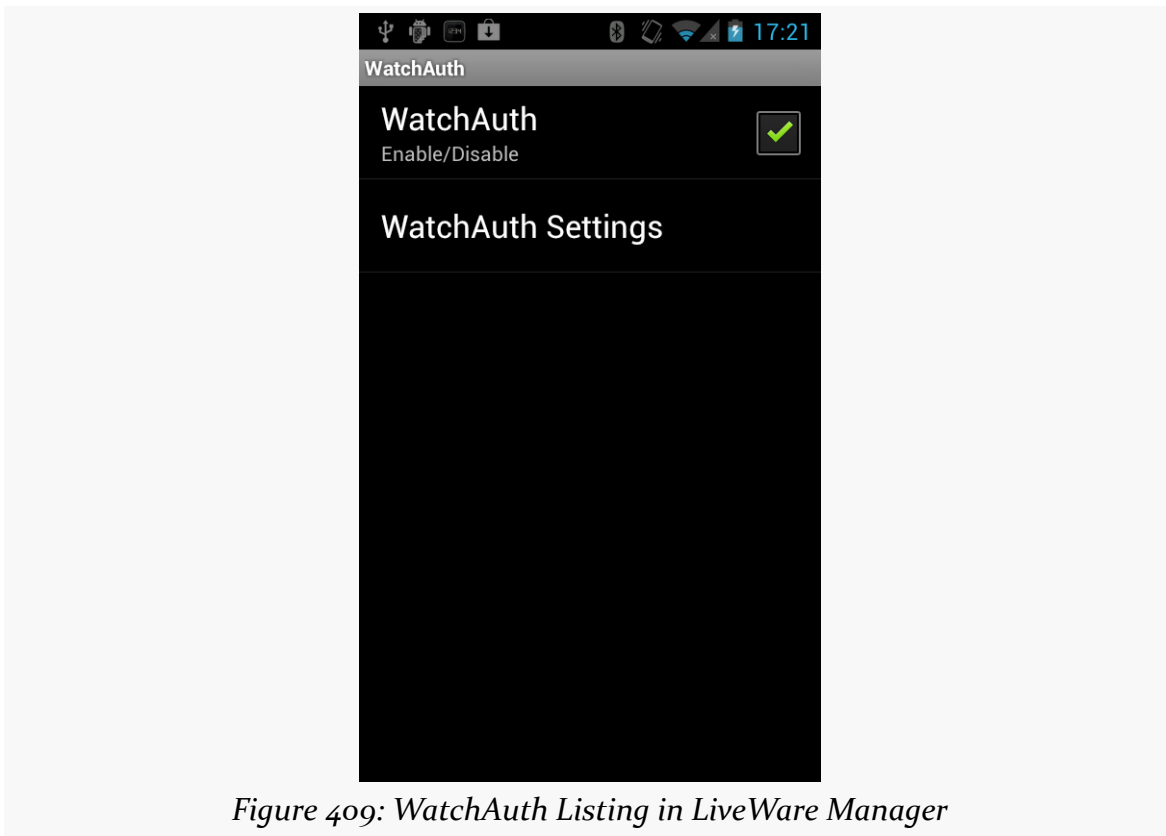 17:21
WatchAuth
WatchAuth
Enable/Disable
WatchAuth Settings
Figure 409: WatchAuth Listing in LiveWare Manager